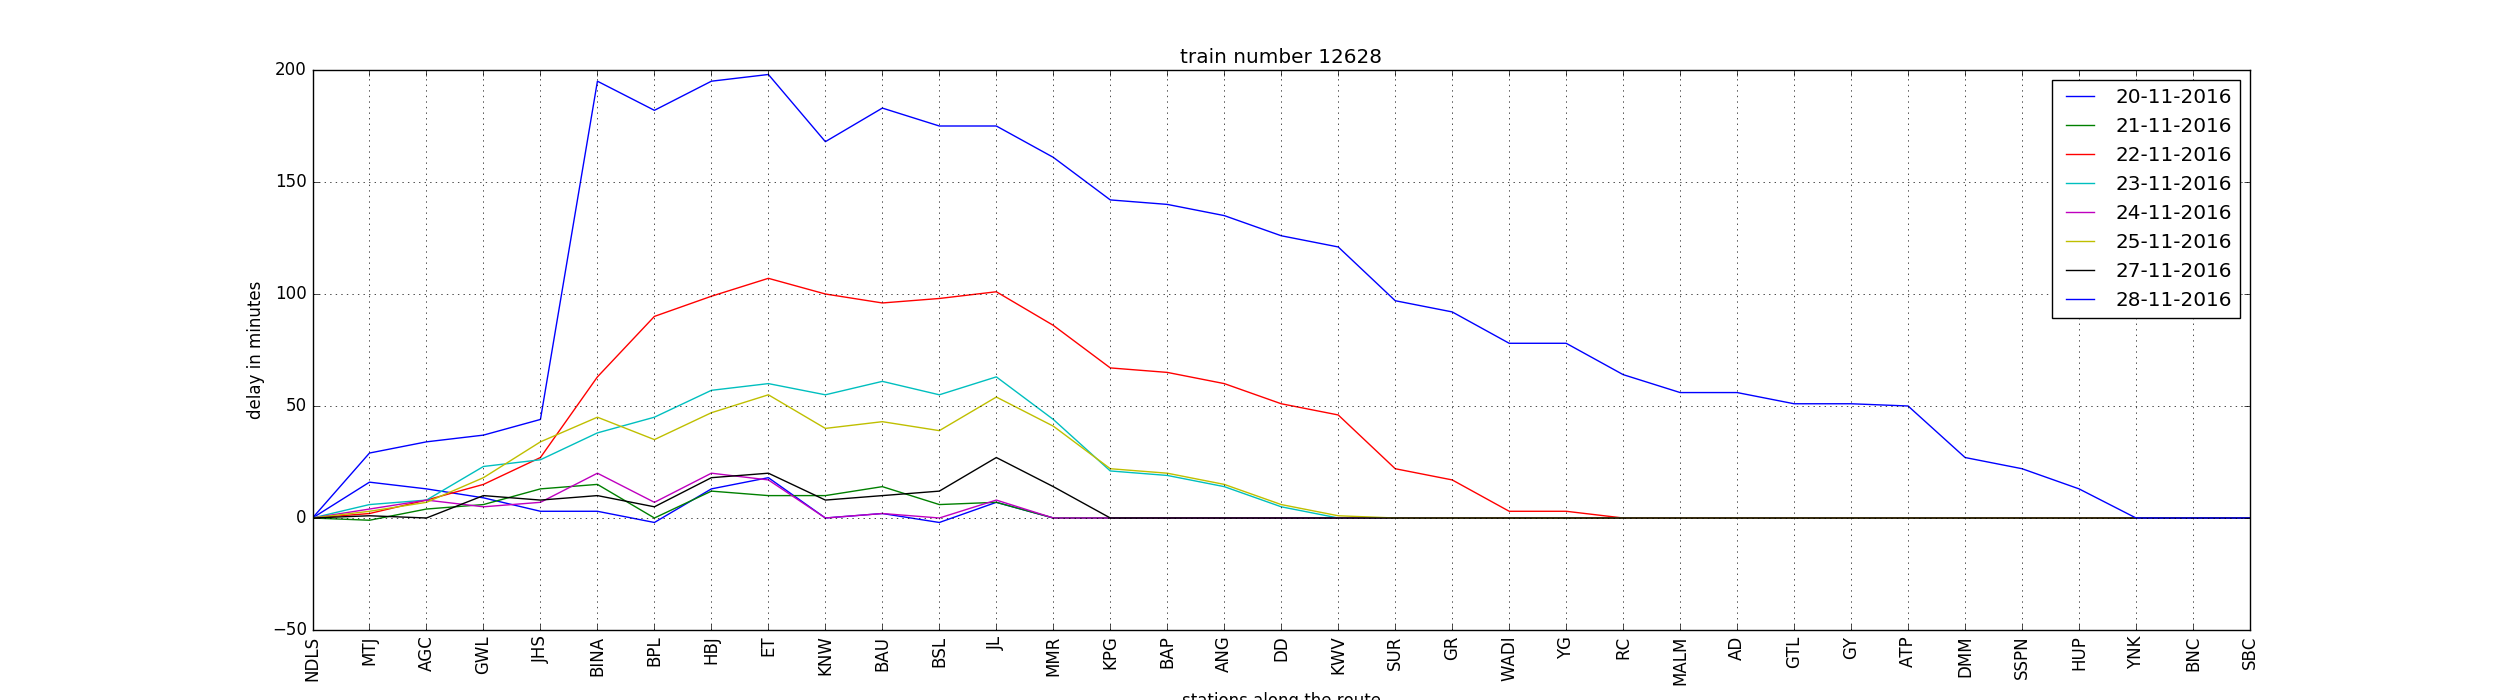 train number 12628
200
150
100
50
0
−50
delay in minutes
20-11-2016
21-11-2016
22-11-2016
23-11-2016
24-11-2016
25-11-2016
27-11-2016
28-11-2016
NDLS
MTJ
AGC
GWL
JHS
BINA
BPL
HBJ
ET
KNW
BAU
BSL
JL
MMR
KPG
BAP
ANG
DD
KWV
SUR
GR
WADI
YG
RC
MALM
AD
GTL
GY
ATP
DMM
SSPN
HUP
YNK
BNC
SBC
stations along the route